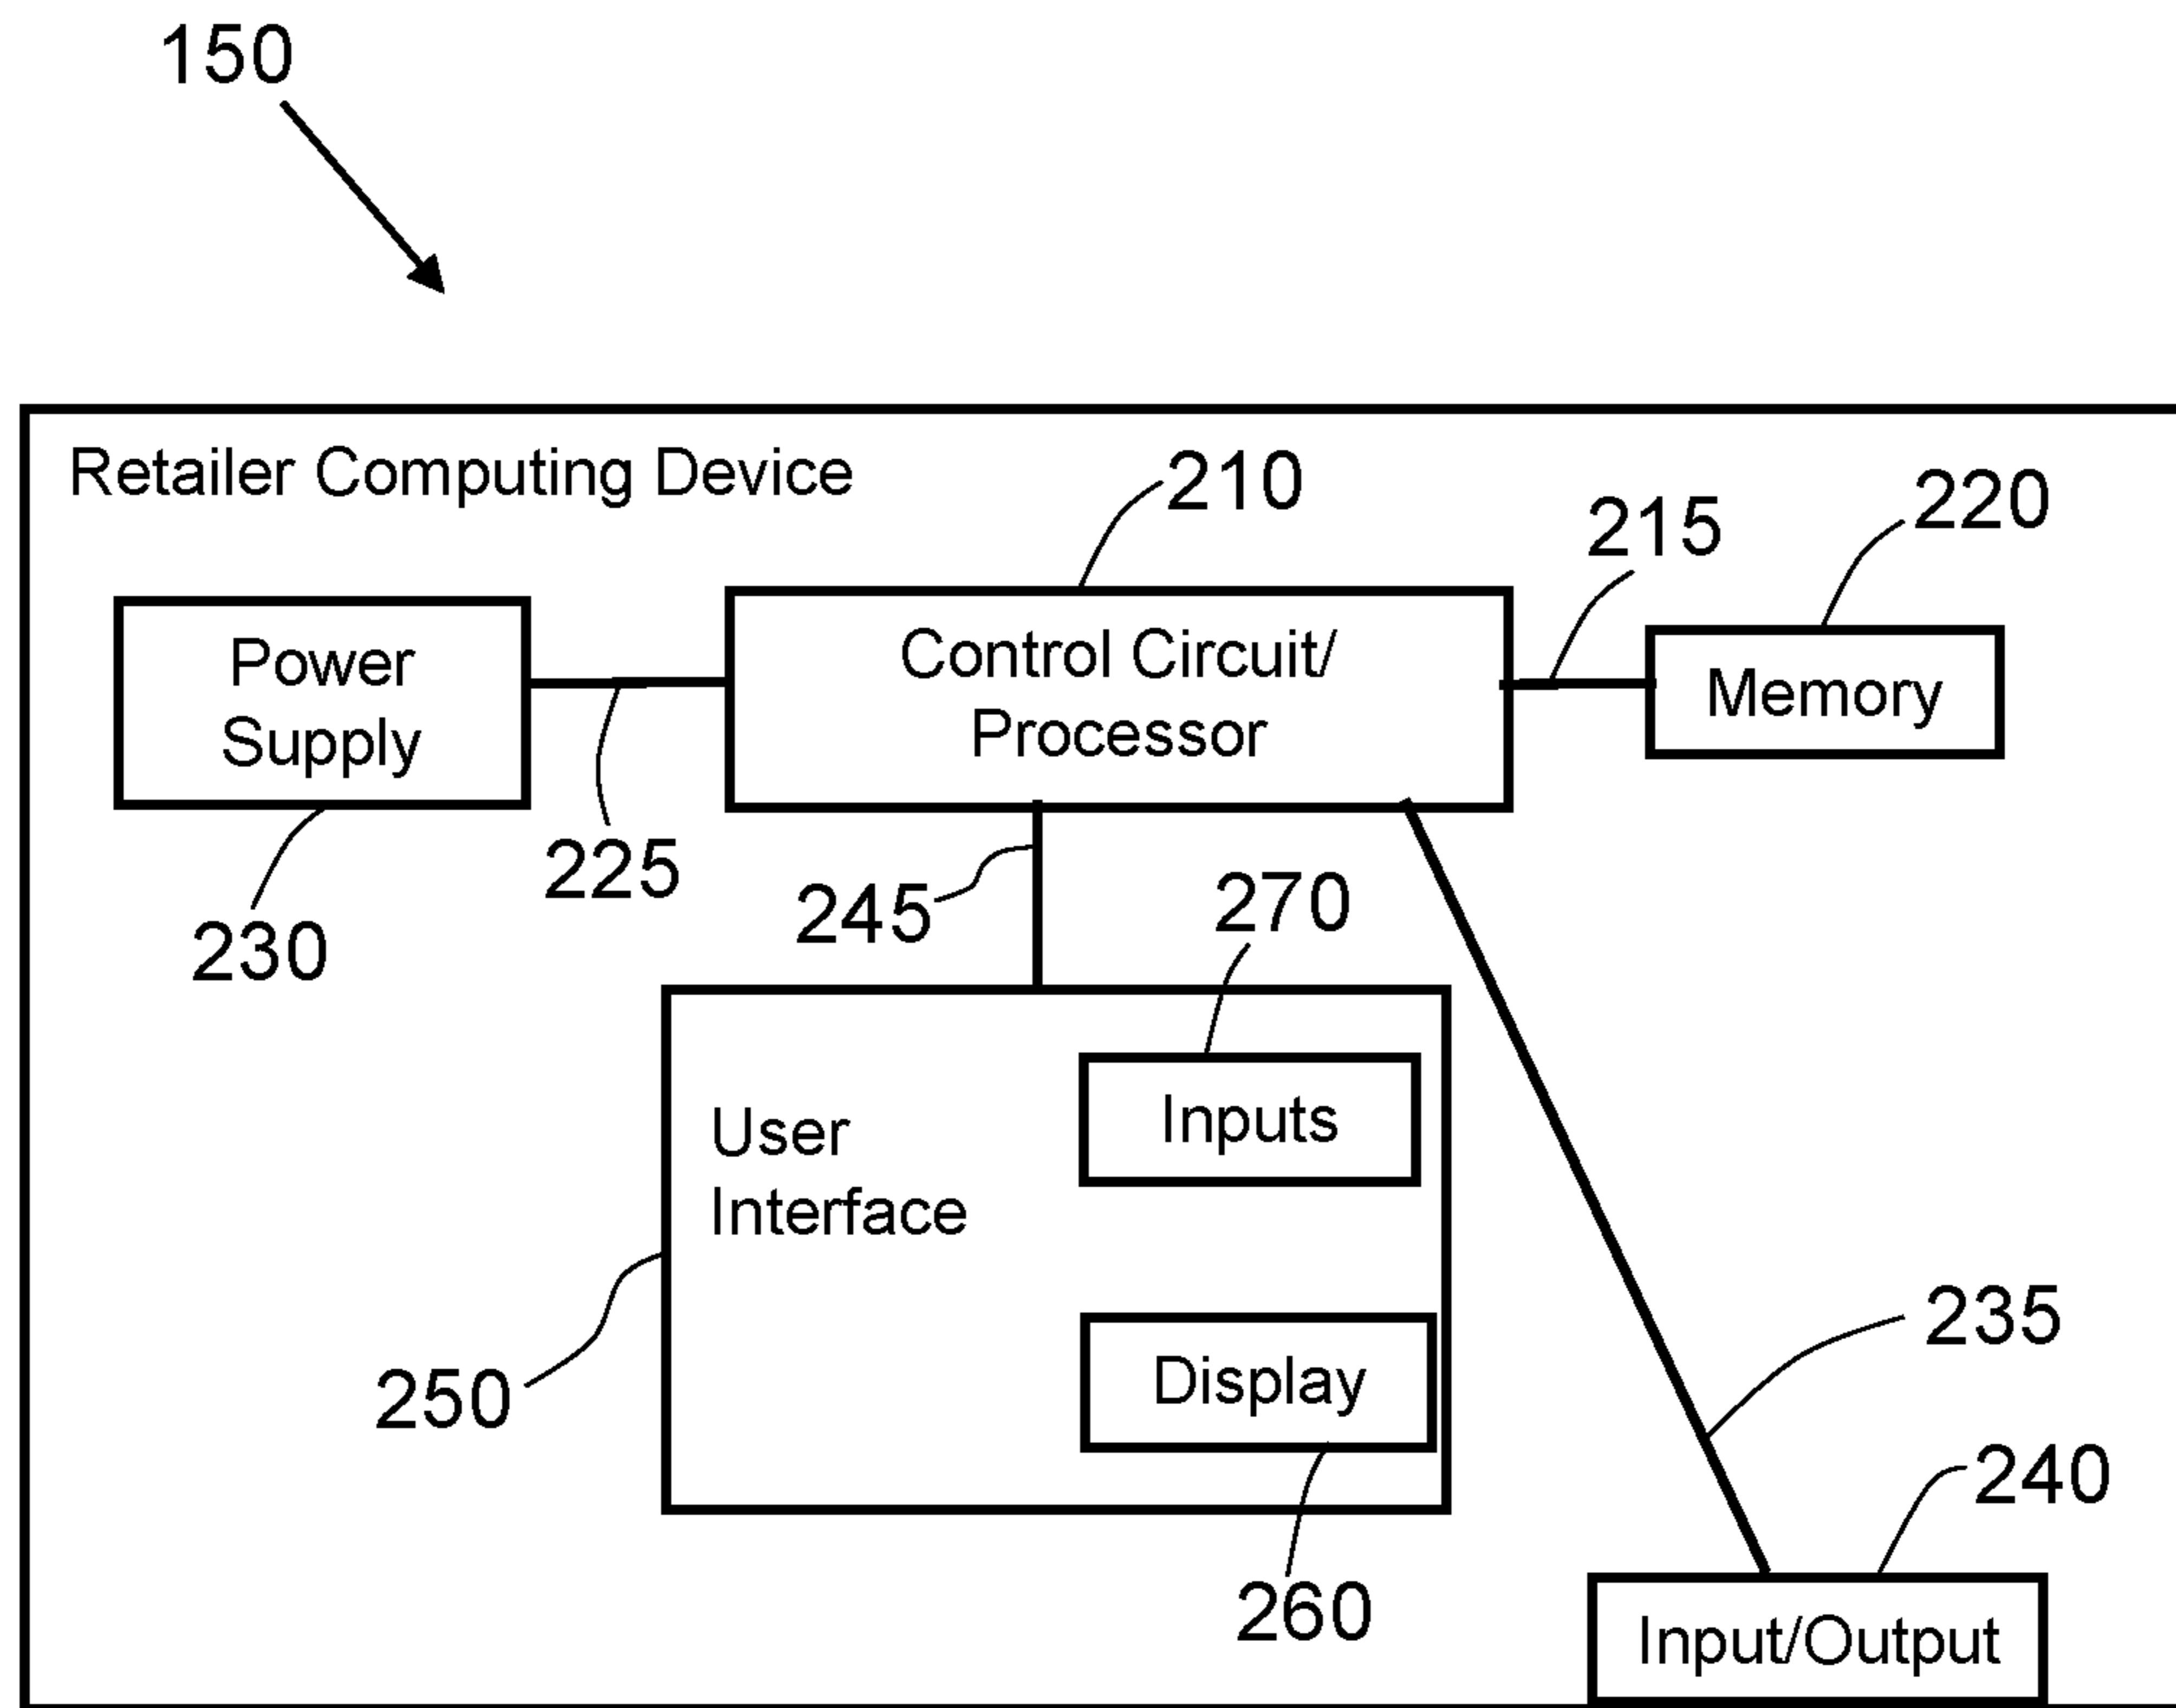 150
Retailer Computing Device
210
215
220
Power
Supply
Control Circuit/
Processor
Memory
225
230
245
270
Inputs
User
Interface
235
250
Display
240
260
Input/Output